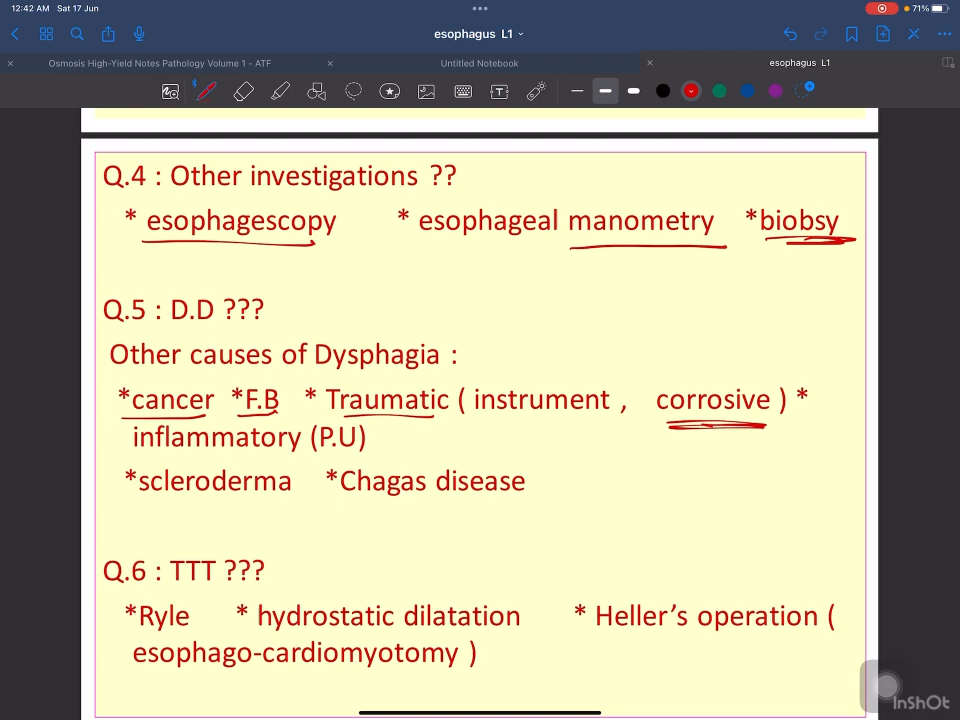 12:42 AM Sat 17 Jun
71%
esophagus L1
Osmosis High-Yield Notes Pathology Volume 1 - ATF
Untitled Notebook
esophagus L1
Q.4 : Other investigations ??
* esophagescopy * esophageal manometry *biobsy
Q.5 : D.D ???
Other causes of Dysphagia :
*cancer *F.B * Traumatic ( instrument , corrosive ) *
inflammatory (P.U)
*scleroderma *Chagas disease
Q.6 : TTT ???
*Ryle * hydrostatic dilatation * Heller's operation (
esophago-cardiomyotomy )
InShOt